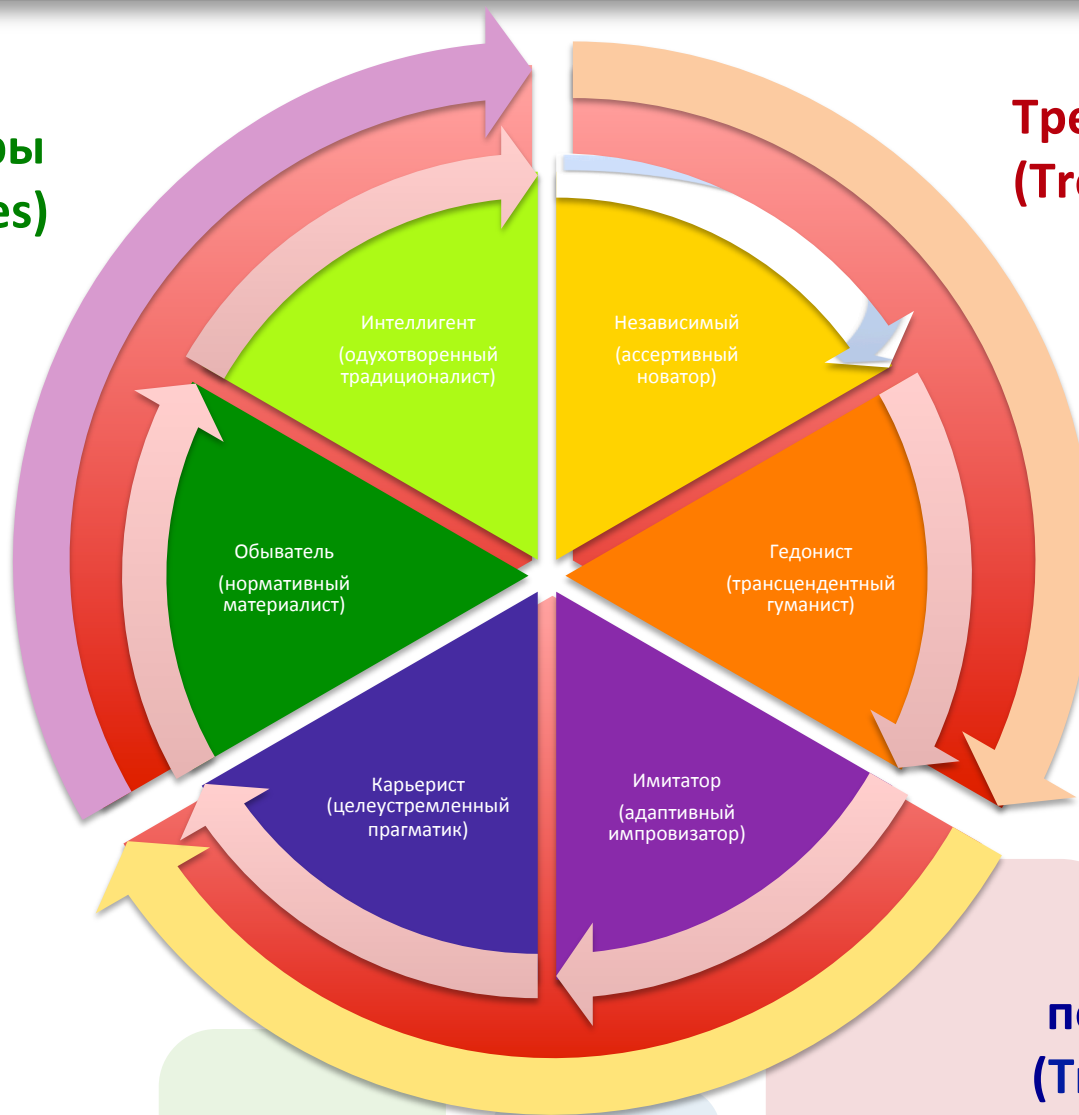 Интеллигент
(одухотворенный
традиционалист)
Независимый
(ассертивный
новатор)
Обыватель
(нормативный
материалист)
Гедонист
(трансцендентный
гуманист)
Карьерист
(целеустремленный
прагматик)
Имитатор
(адаптивный
импровизатор)